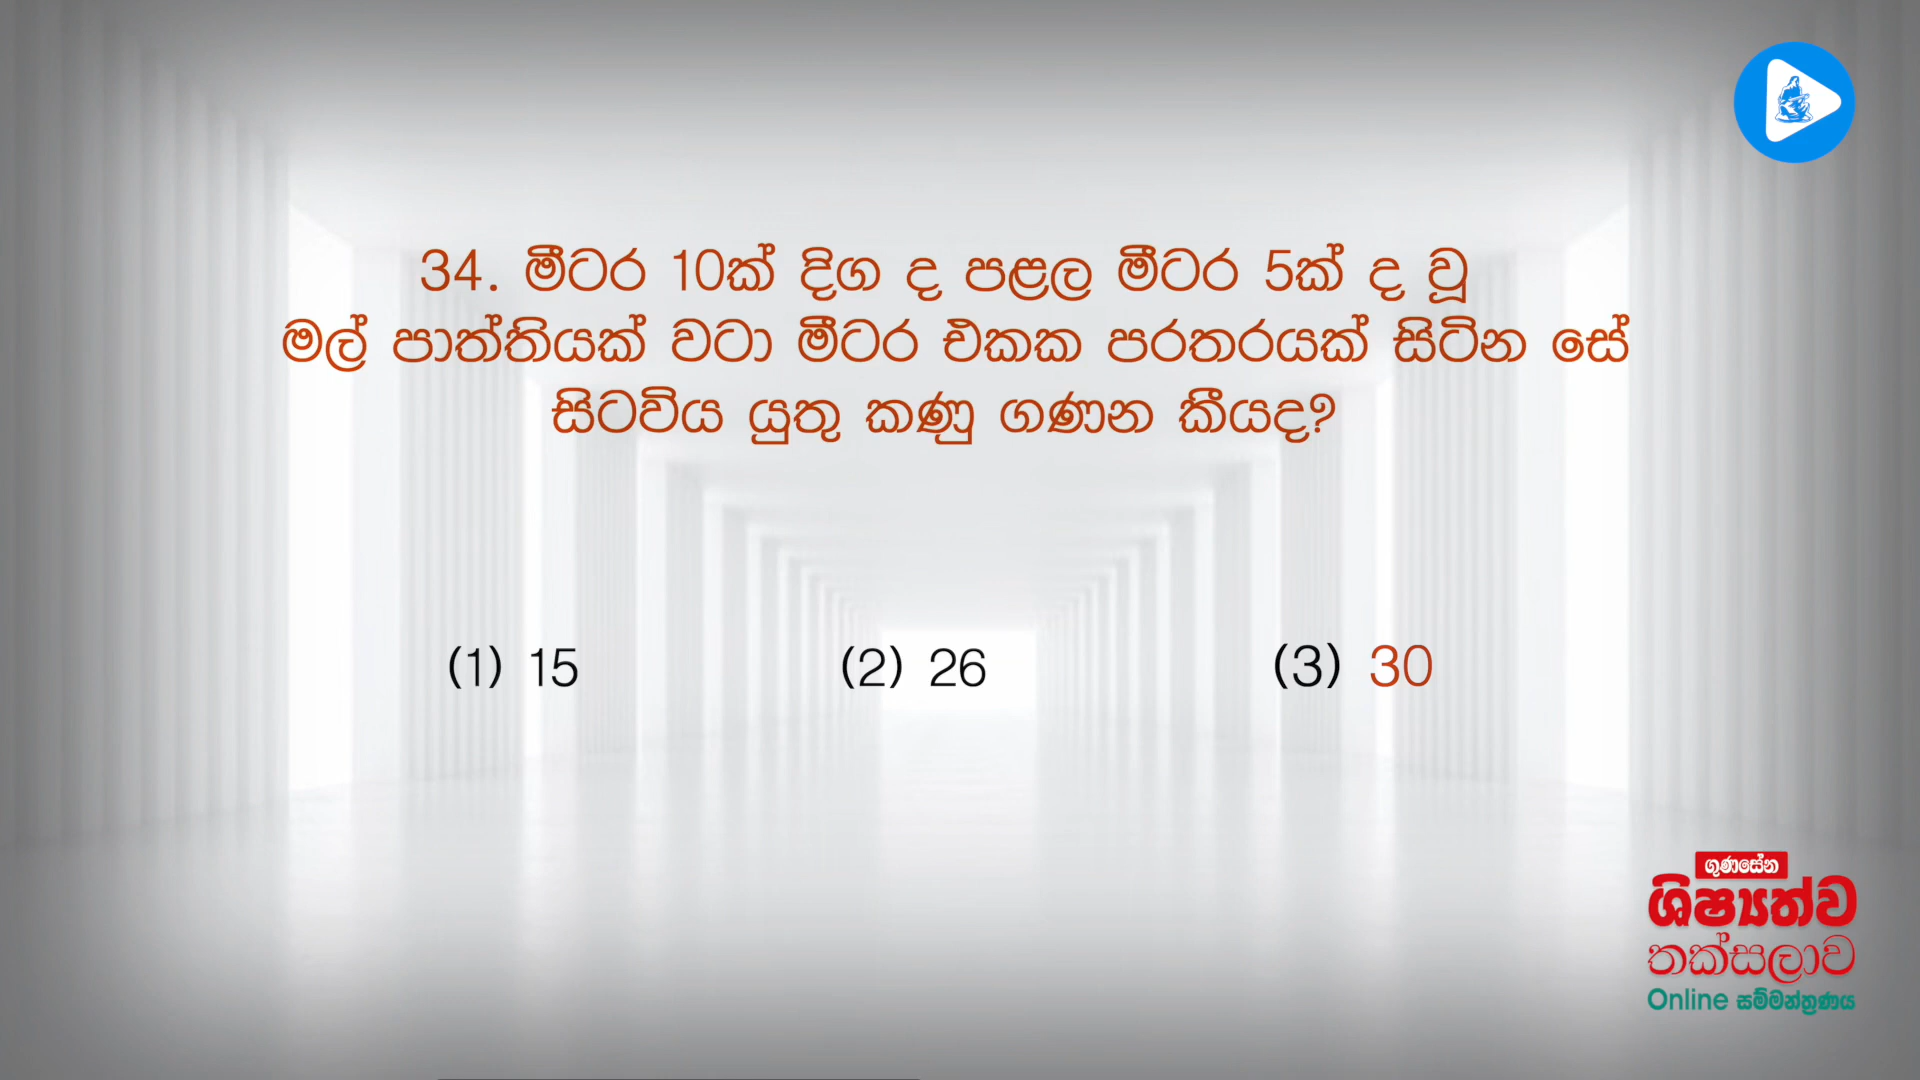 34. මීටර 10ක් දිග ද පළල මීටර 5ක් ද වූ
මල් පාත්තියක් වටා මීටර එකක පරතරයක් සිටින සේ
සිටවිය යුතු කණු ගණන කීයද?
(1) 15 (2) 26 (3) 30
ගුණසේන
ශිෂ්‍යත්ව
තක්සලාව
Online සම්මන්ත්‍රණය